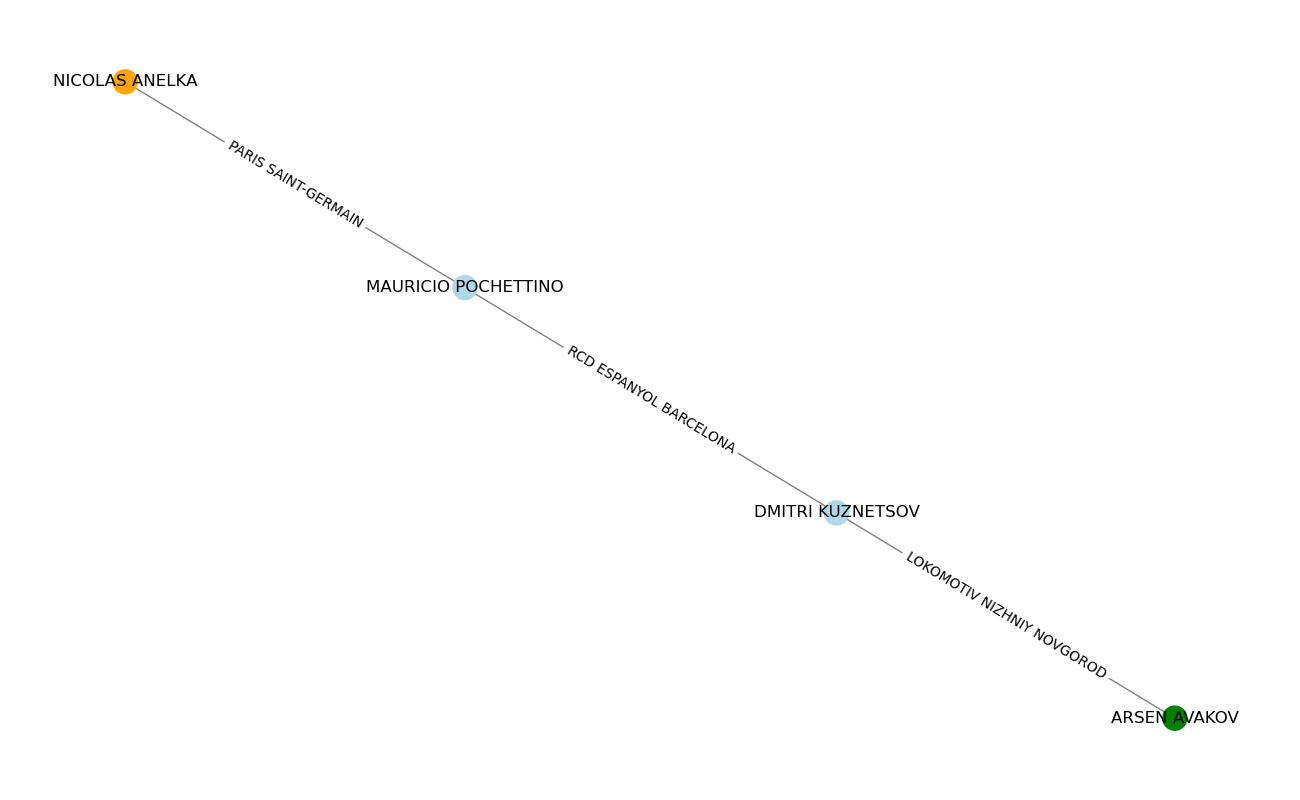 NICOLAS ANELKA
PARIS SAINT-GERMAIN
MAURICIO POCHETTINO
RCD ESPANYOL BARCELONA
DMITRI KUZNETSOV
LOKOMOTIV NIZHNIY NOVGOROD
ARSEN AVAKOV